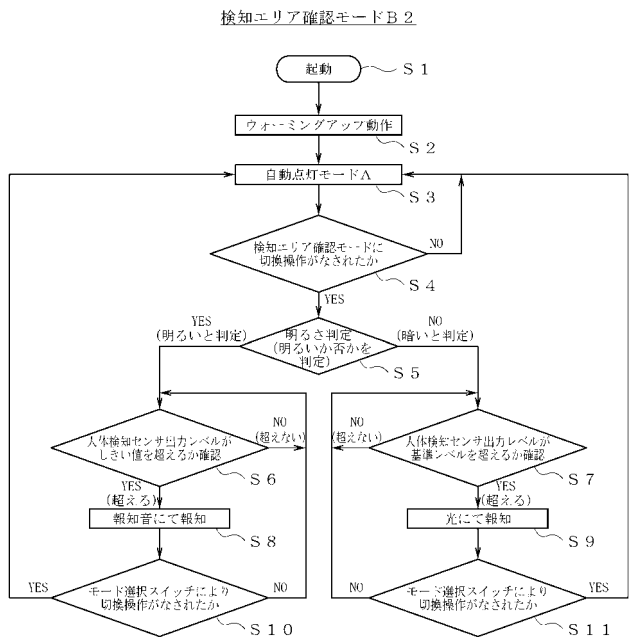 検知エリア確認モードＢ２
起動
Ｓ１
ウォーミングアップ動作
Ｓ２
自動点灯モードＡ
Ｓ３
検知エリア確認モードに
切換操作がなされたか
NO
Ｓ４
YES
YES
(明るいと判定)
明るさ判定
(明るいか否かを
判定)
NO
(暗いと判定)
Ｓ５
人体検知センサ出力レベルが
しきい値を超えるか確認
NO
(超えない)
Ｓ６
NO
(超えない)
人体検知センサ出力レベルが
基準レベルを超えるか確認
Ｓ７
YES
(超える)
報知音にて報知
Ｓ８
YES
(超える)
光にて報知
Ｓ９
YES
モード選択スイッチにより
切換操作がなされたか
NO
Ｓ１０
NO
モード選択スイッチにより
切換操作がなされたか
YES
Ｓ１１